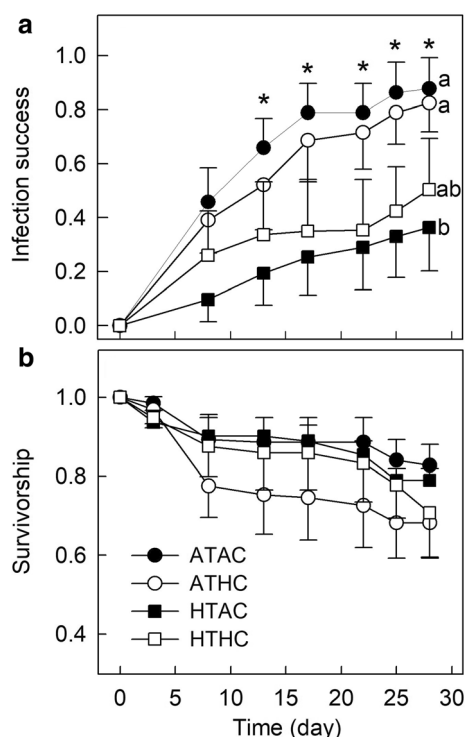 a
Infection success
1.0
0.8
0.6
0.4
0.2
0.0
* * * * *
a
a
ab
b
b
Survivorship
1.0
0.8
0.6
0.4
ATAC
ATHC
HTAC
HTHC
0 5 10 15 20 25 30
Time (day)